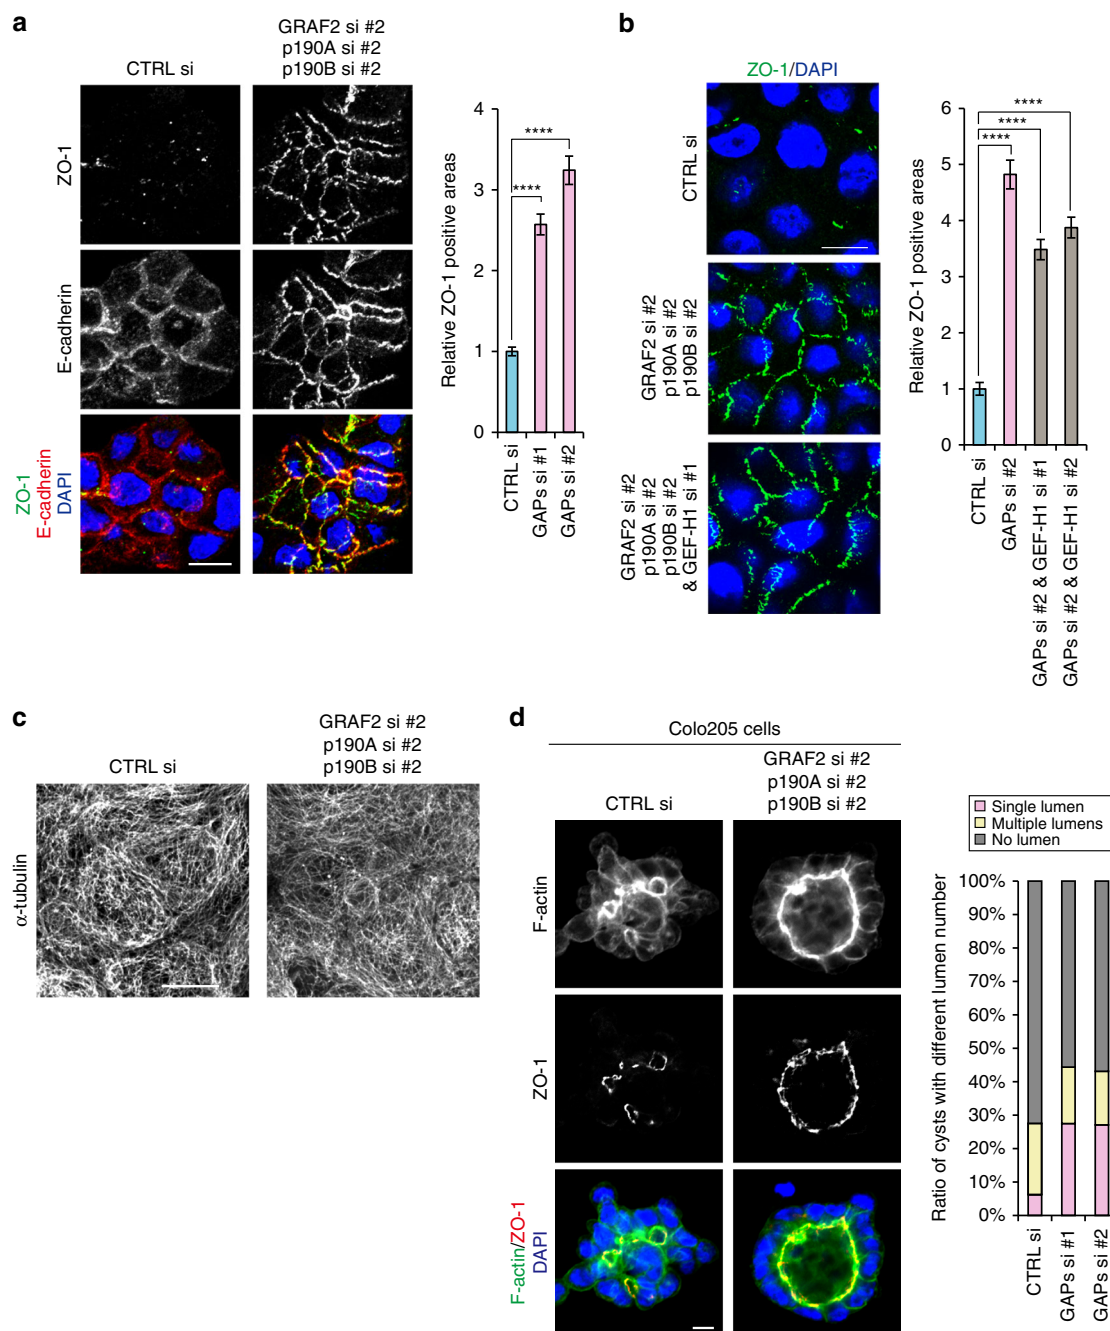 a
CTRL si
GRAF2 si #2
p190A si #2
p190B si #2
ZO-1
E-cadherin
ZO-1
E-cadherin
DAPI
Relative ZO-1 positive areas
4
3
2
1
0
****
****
CTRL si
GAPs si #1
GAPs si #2
b
ZO-1/DAPI
CTRL si
GRAF2 si #2
p190A si #2
p190B si #2
GRAF2 si #2
p190A si #2
p190B si #2
& GEF-H1 si #1
Relative ZO-1 positive areas
6
5
4
3
2
1
0
****
****
****
CTRL si
GAPs si #2
GAPs si #2 & GEF-H1 si #1
GAPs si #2 & GEF-H1 si #2
c
CTRL si
GRAF2 si #2
p190A si #2
p190B si #2
α-tubulin
d
Colo205 cells
CTRL si
GRAF2 si #2
p190A si #2
p190B si #2
F-actin
ZO-1
F-actin/ZO-1
DAPI
Single lumen
Multiple lumens
No lumen
Ratio of cysts with different lumen number
100%
90%
80%
70%
60%
50%
40%
30%
20%
10%
0%
CTRL si
GAPs si #1
GAPs si #2